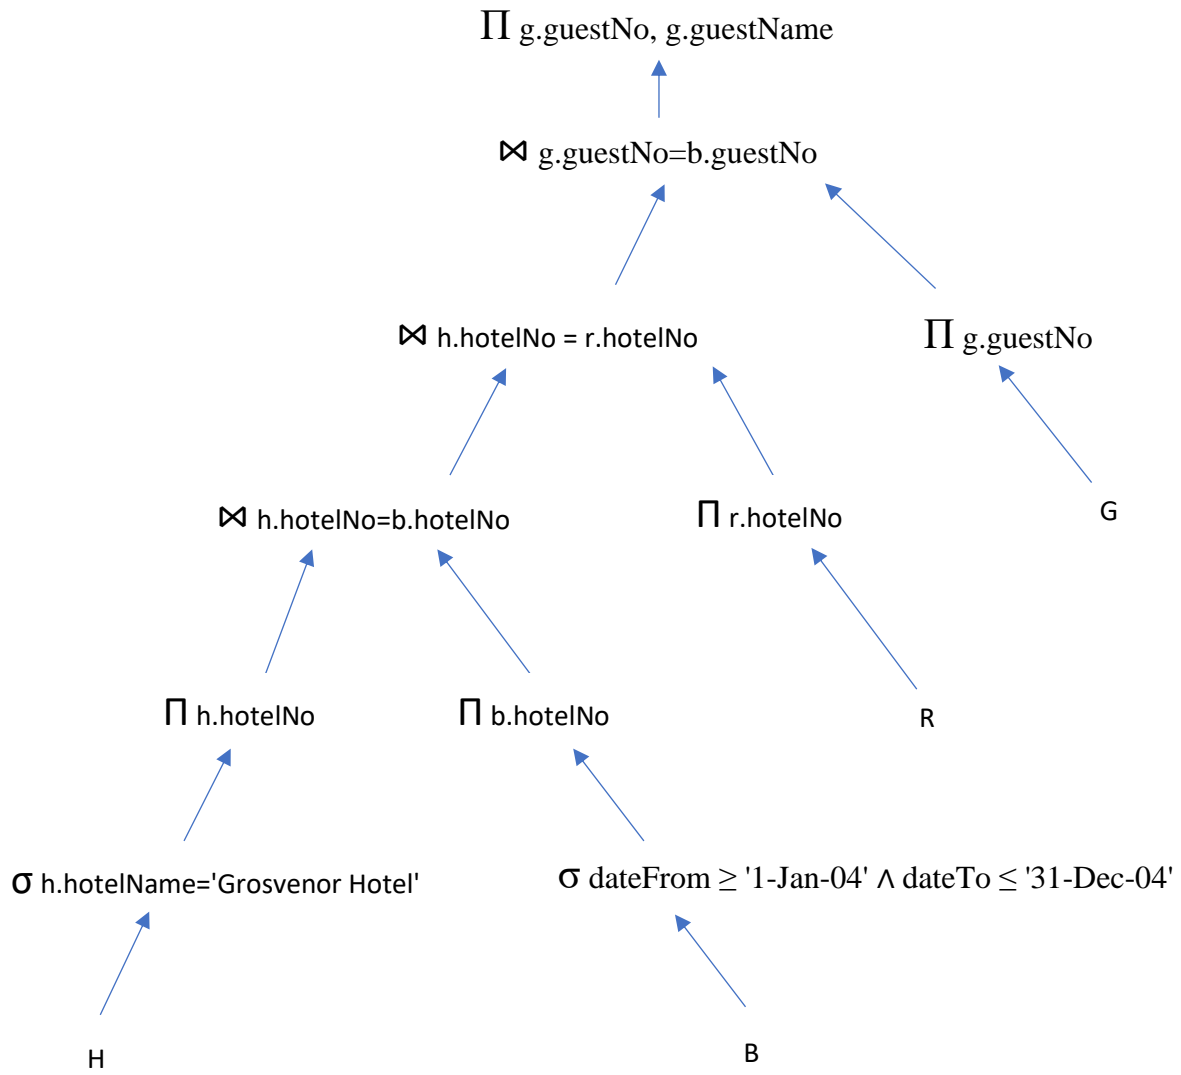 Π g.guestNo, g.guestName
⋈ g.guestNo=b.guestNo
⋈ h.hotelNo = r.hotelNo
Π g.guestNo
⋈ h.hotelNo=b.hotelNo
Π r.hotelNo
G
Π h.hotelNo
Π b.hotelNo
R
σ h.hotelName='Grosvenor Hotel'
σ dateFrom ≥ '1-Jan-04' ∧ dateTo ≤ '31-Dec-04'
H
B